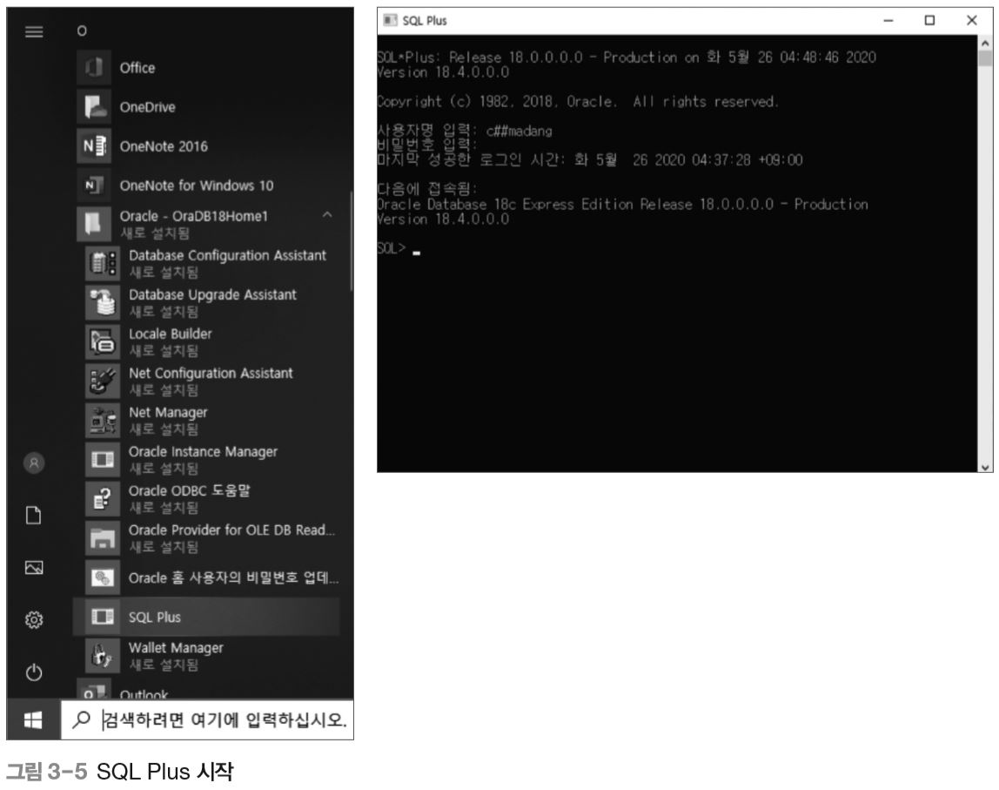 O
Office
OneDrive
OneNote 2016
OneNote for Windows 10
Oracle - OraDB18Home1
새로 설치됨
Database Configuration Assistant
새로 설치됨
Database Upgrade Assistant
새로 설치됨
Locale Builder
새로 설치됨
Net Configuration Assistant
새로 설치됨
Net Manager
새로 설치됨
Oracle Instance Manager
새로 설치됨
Oracle ODBC 도움말
새로 설치됨
Oracle Provider for OLE DB Read...
새로 설치됨
Oracle 홈 사용자의 비밀번호 업데...
SQL Plus
Wallet Manager
새로 설치됨
Outlook
검색하려면 여기에 입력하십시오.
SQL Plus
SQL*Plus: Release 18.0.0.0.0 - Production on 화 5월 26 04:48:46 2020
Version 18.4.0.0.0
Copyright (c) 1982, 2018, Oracle.  All rights reserved.
사용자명 입력: c##madang
비밀번호 입력:
마지막 성공한 로그인 시간: 화 5월  26 2020 04:37:28 +09:00
다음에 접속됨:
Oracle Database 18c Express Edition Release 18.0.0.0.0 - Production
Version 18.4.0.0.0
SQL>
그림 3-5 SQL Plus 시작